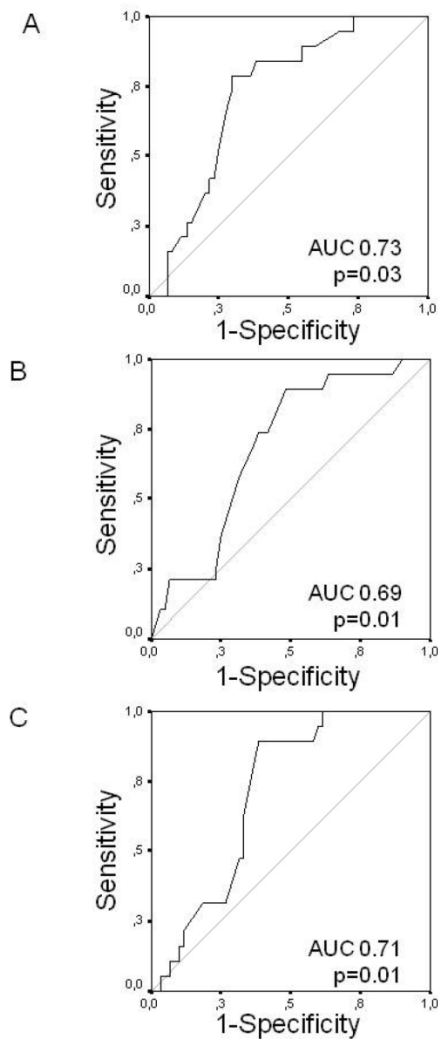 A
Sensitivity
1,0
,8
,5
,3
0,0
AUC 0.73
p=0.03
0,0 ,3 ,5 ,8 1,0
1-Specificity
B
Sensitivity
1,0
,8
,5
,3
0,0
AUC 0.69
p=0.01
0,0 ,3 ,5 ,8 1,0
1-Specificity
C
Sensitivity
1,0
,8
,5
,3
0,0
AUC 0.71
p=0.01
0,0 ,3 ,5 ,8 1,0
1-Specificity